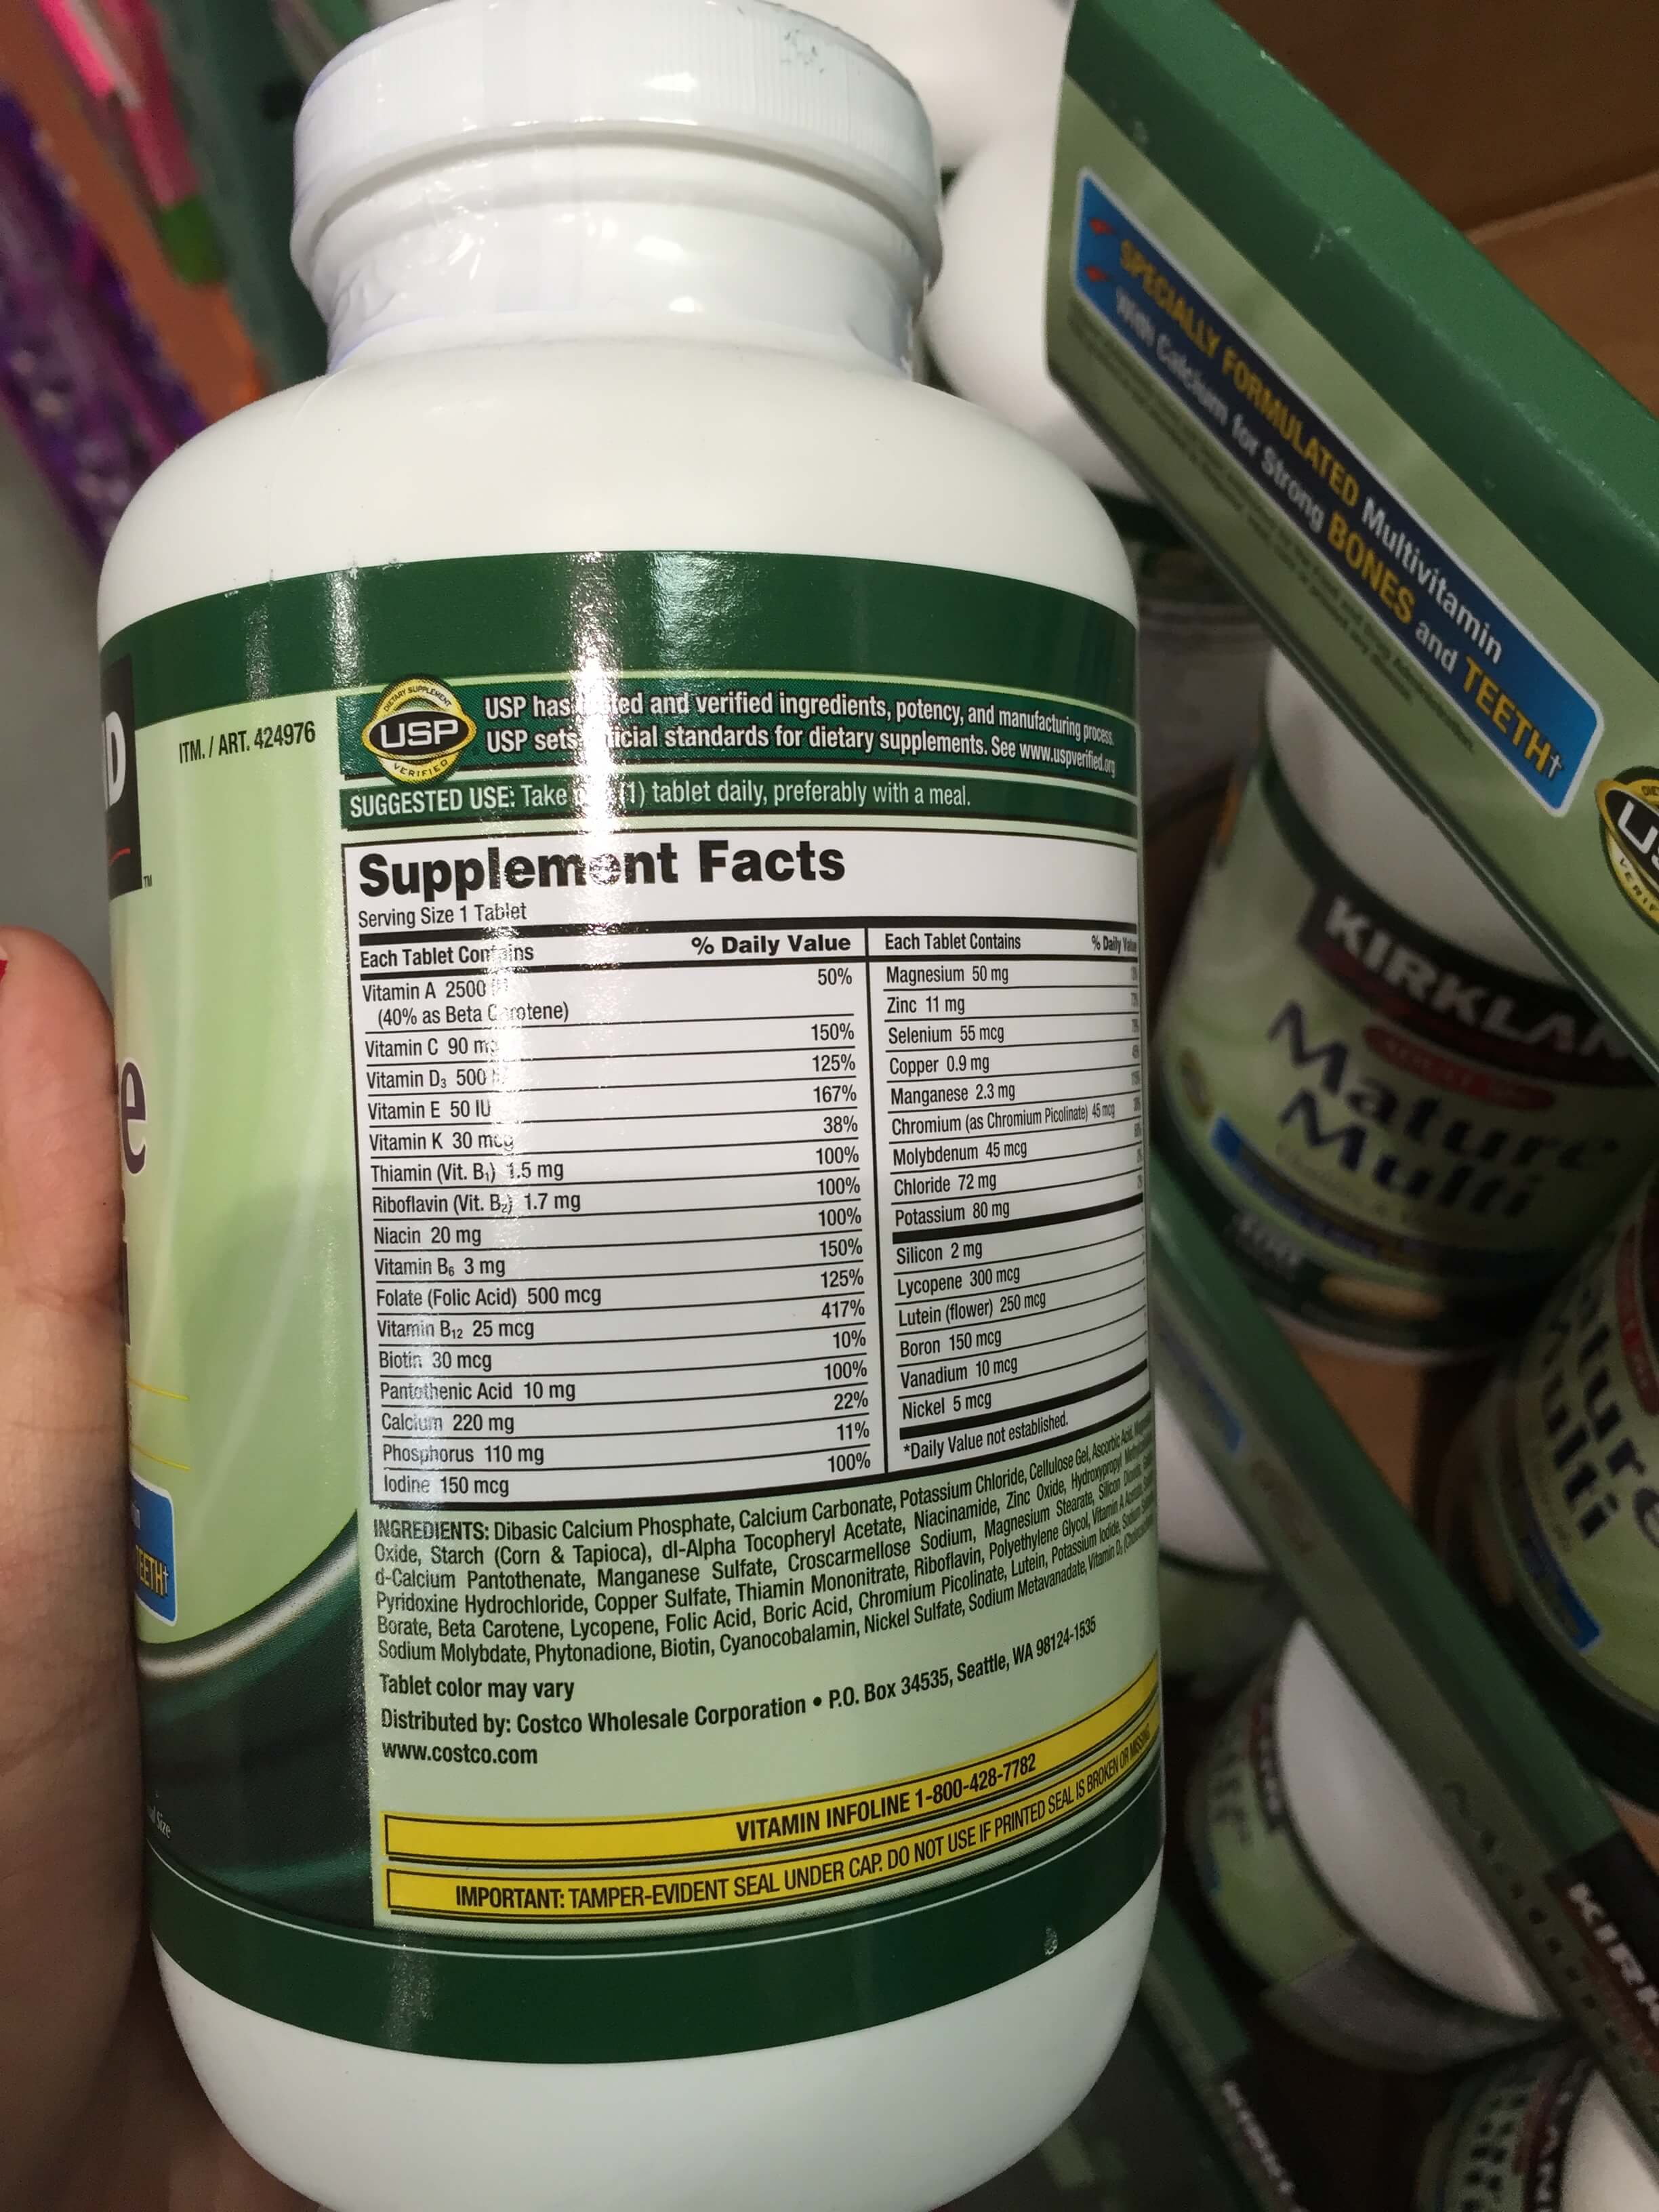 ITM. / ART. 424976
DIETARY SUPPLEMENT
USP
VERIFIED
USP has and verified ingredients, potency, and manufacturing process.
USP sets standards for dietary supplements. See www.uspverified.org
SUGGESTED USE: Take (1) tablet daily, preferably with a meal.
Supplement Facts
Serving Size 1 Tablet
Each Tablet Contains % Daily Value
Vitamin A 2500 50%
(40% as Beta Carotene)
Vitamin C 90 mg 150%
Vitamin D₃ 500 125%
Vitamin E 50 IU 167%
Vitamin K 30 mcg 38%
Thiamin (Vit. B₁) 1.5 mg 100%
Riboflavin (Vit. B₂) 1.7 mg 100%
Niacin 20 mg 100%
Vitamin B₆ 3 mg 150%
Folate (Folic Acid) 500 mcg 125%
Vitamin B₁₂ 25 mcg 417%
Biotin 30 mcg 10%
Pantothenic Acid 10 mg 100%
Calcium 220 mg 22%
Phosphorus 110 mg 11%
Iodine 150 mcg 100%
Each Tablet Contains % Daily Value
Magnesium 50 mg
Zinc 11 mg
Selenium 55 mcg
Copper 0.9 mg
Manganese 2.3 mg
Chromium (as Chromium Picolinate) 45 mcg
Molybdenum 45 mcg
Chloride 72 mg
Potassium 80 mg
Silicon 2 mg
Lycopene 300 mcg
Lutein (flower) 250 mcg
Boron 150 mcg
Vanadium 10 mcg
Nickel 5 mcg
*Daily Value not established.
INGREDIENTS: Dibasic Calcium Phosphate, Calcium Carbonate, Potassium Chloride, Cellulose Gel, Ascorbic Acid,
Oxide, Starch (Corn & Tapioca), dl-Alpha Tocopheryl Acetate, Niacinamide, Zinc Oxide, Hydroxypropyl
d-Calcium Pantothenate, Manganese Sulfate, Croscarmellose Sodium, Magnesium Stearate, Silicon
Pyridoxine Hydrochloride, Copper Sulfate, Thiamin Mononitrate, Riboflavin, Polyethylene Glycol, Vitamin A
Borate, Beta Carotene, Lycopene, Folic Acid, Boric Acid, Chromium Picolinate, Lutein, Potassium Iodide,
Sodium Molybdate, Phytonadione, Biotin, Cyanocobalamin, Nickel Sulfate, Sodium Metavanadate, Vitamin D₃
Tablet color may vary
Distributed by: Costco Wholesale Corporation • P.O. Box 34535, Seattle, WA 98124-1535
www.costco.com
VITAMIN INFOLINE 1-800-428-7782
IMPORTANT: TAMPER-EVIDENT SEAL UNDER CAP. DO NOT USE IF PRINTED SEAL IS BROKEN OR MISSING
SPECIALLY FORMULATED Multivitamin
With Calcium for Strong BONES and TEETH†
TEETH†
Mature
Multi